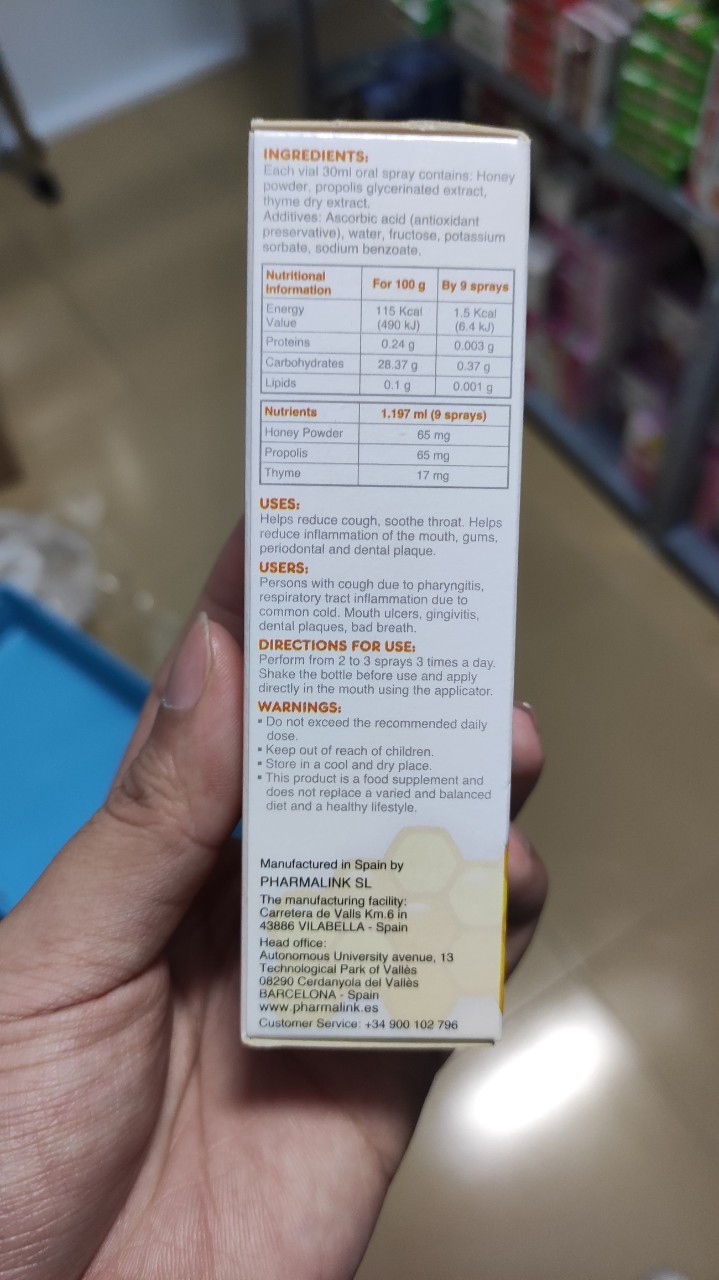 INGREDIENTS:
Each vial 30ml oral spray contains: Honey
powder, propolis glycerinated extract,
thyme dry extract.
Additives: Ascorbic acid (antioxidant
preservative), water, fructose, potassium
sorbate, sodium benzoate.
Nutritional Information For 100 g By 9 sprays
Energy Value 115 Kcal (490 kJ) 1.5 Kcal (6.4 kJ)
Proteins 0.24 g 0.003 g
Carbohydrates 28.37 g 0.37 g
Lipids 0.1 g 0.001 g
Nutrients 1.197 ml (9 sprays)
Honey Powder 65 mg
Propolis 65 mg
Thyme 17 mg
USES:
Helps reduce cough, soothe throat. Helps
reduce inflammation of the mouth, gums,
periodontal and dental plaque.
USERS:
Persons with cough due to pharyngitis,
respiratory tract inflammation due to
common cold. Mouth ulcers, gingivitis,
dental plaques, bad breath.
DIRECTIONS FOR USE:
Perform from 2 to 3 sprays 3 times a day.
Shake the bottle before use and apply
directly in the mouth using the applicator.
WARNINGS:
▪ Do not exceed the recommended daily
dose.
▪ Keep out of reach of children.
▪ Store in a cool and dry place.
▪ This product is a food supplement and
does not replace a varied and balanced
diet and a healthy lifestyle.
Manufactured in Spain by
PHARMALINK SL
The manufacturing facility:
Carretera de Valls Km.6 in
43886 VILABELLA - Spain
Head office:
Autonomous University avenue, 13
Technological Park of Vallès
08290 Cerdanyola del Vallès
BARCELONA - Spain
www.pharmalink.es
Customer Service: +34 900 102 796